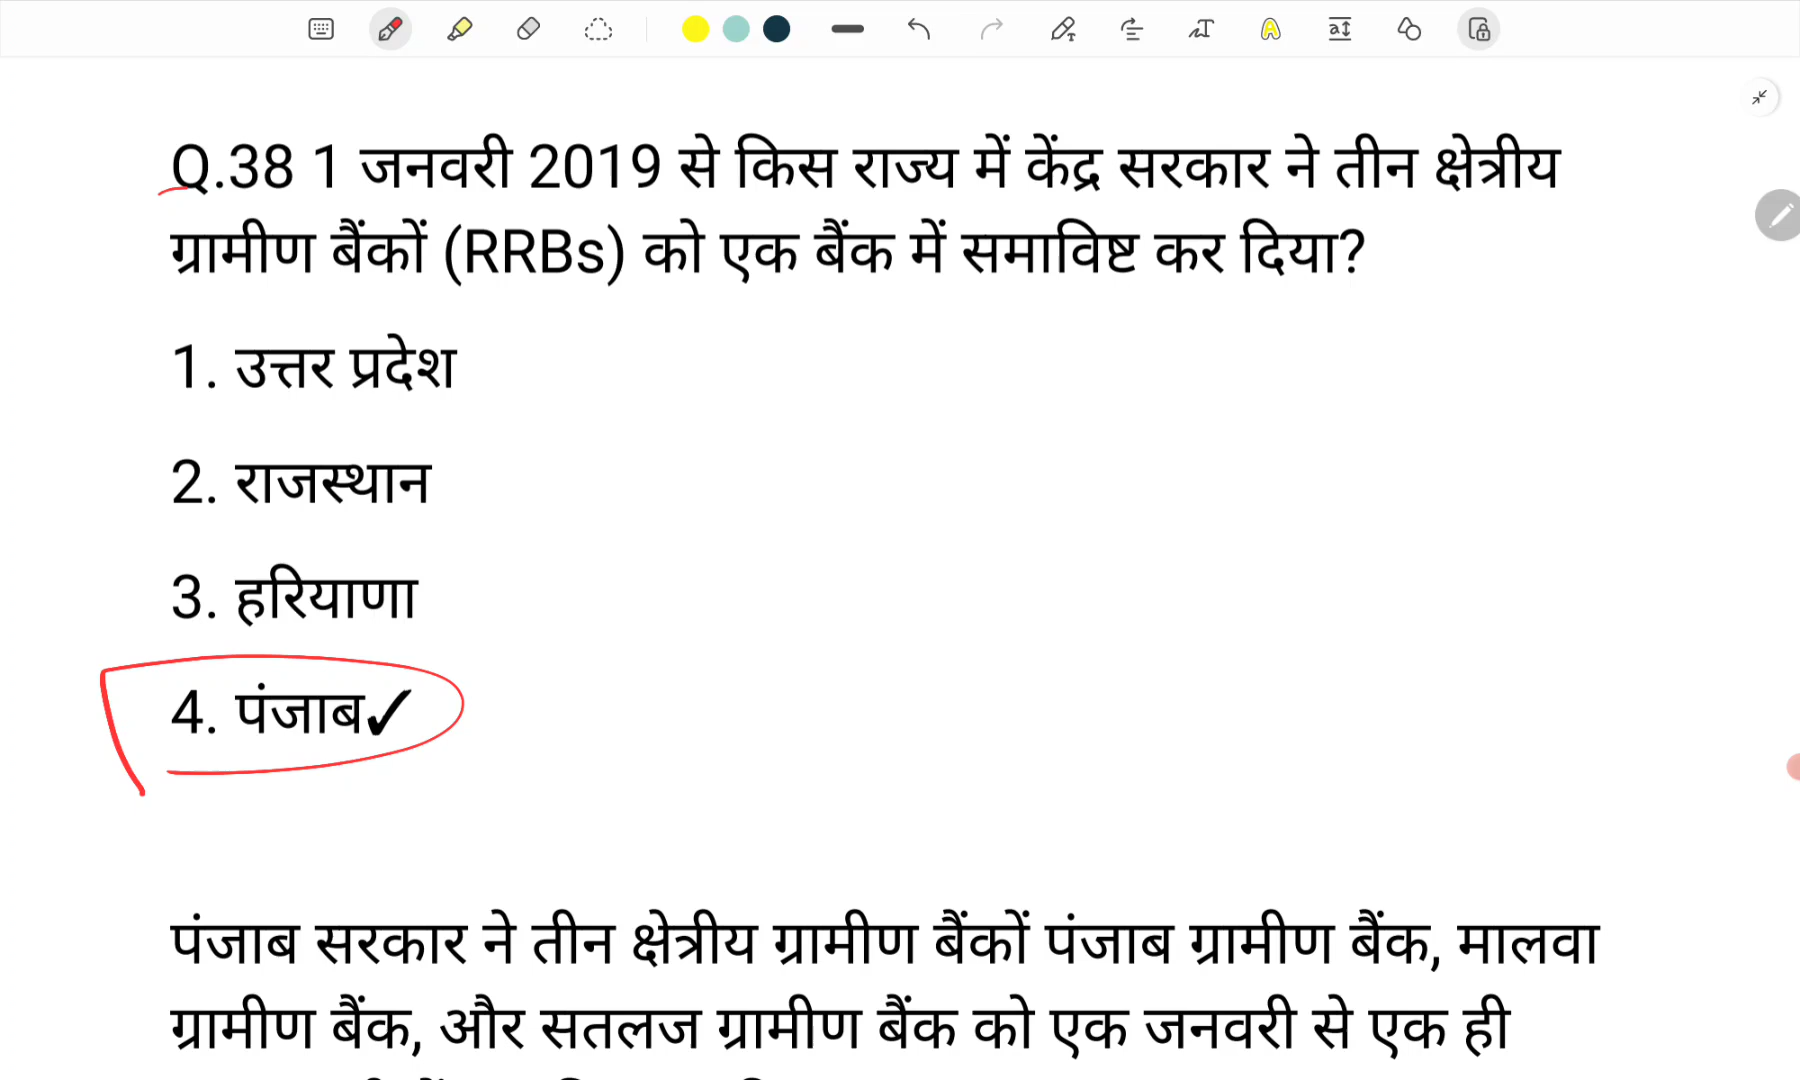 Q.38 1 जनवरी 2019 से किस राज्य में केंद्र सरकार ने तीन क्षेत्रीय
ग्रामीण बैंकों (RRBs) को एक बैंक में समाविष्ट कर दिया?
1. उत्तर प्रदेश
2. राजस्थान
3. हरियाणा
4. पंजाब✓
पंजाब सरकार ने तीन क्षेत्रीय ग्रामीण बैंकों पंजाब ग्रामीण बैंक, मालवा
ग्रामीण बैंक, और सतलज ग्रामीण बैंक को एक जनवरी से एक ही